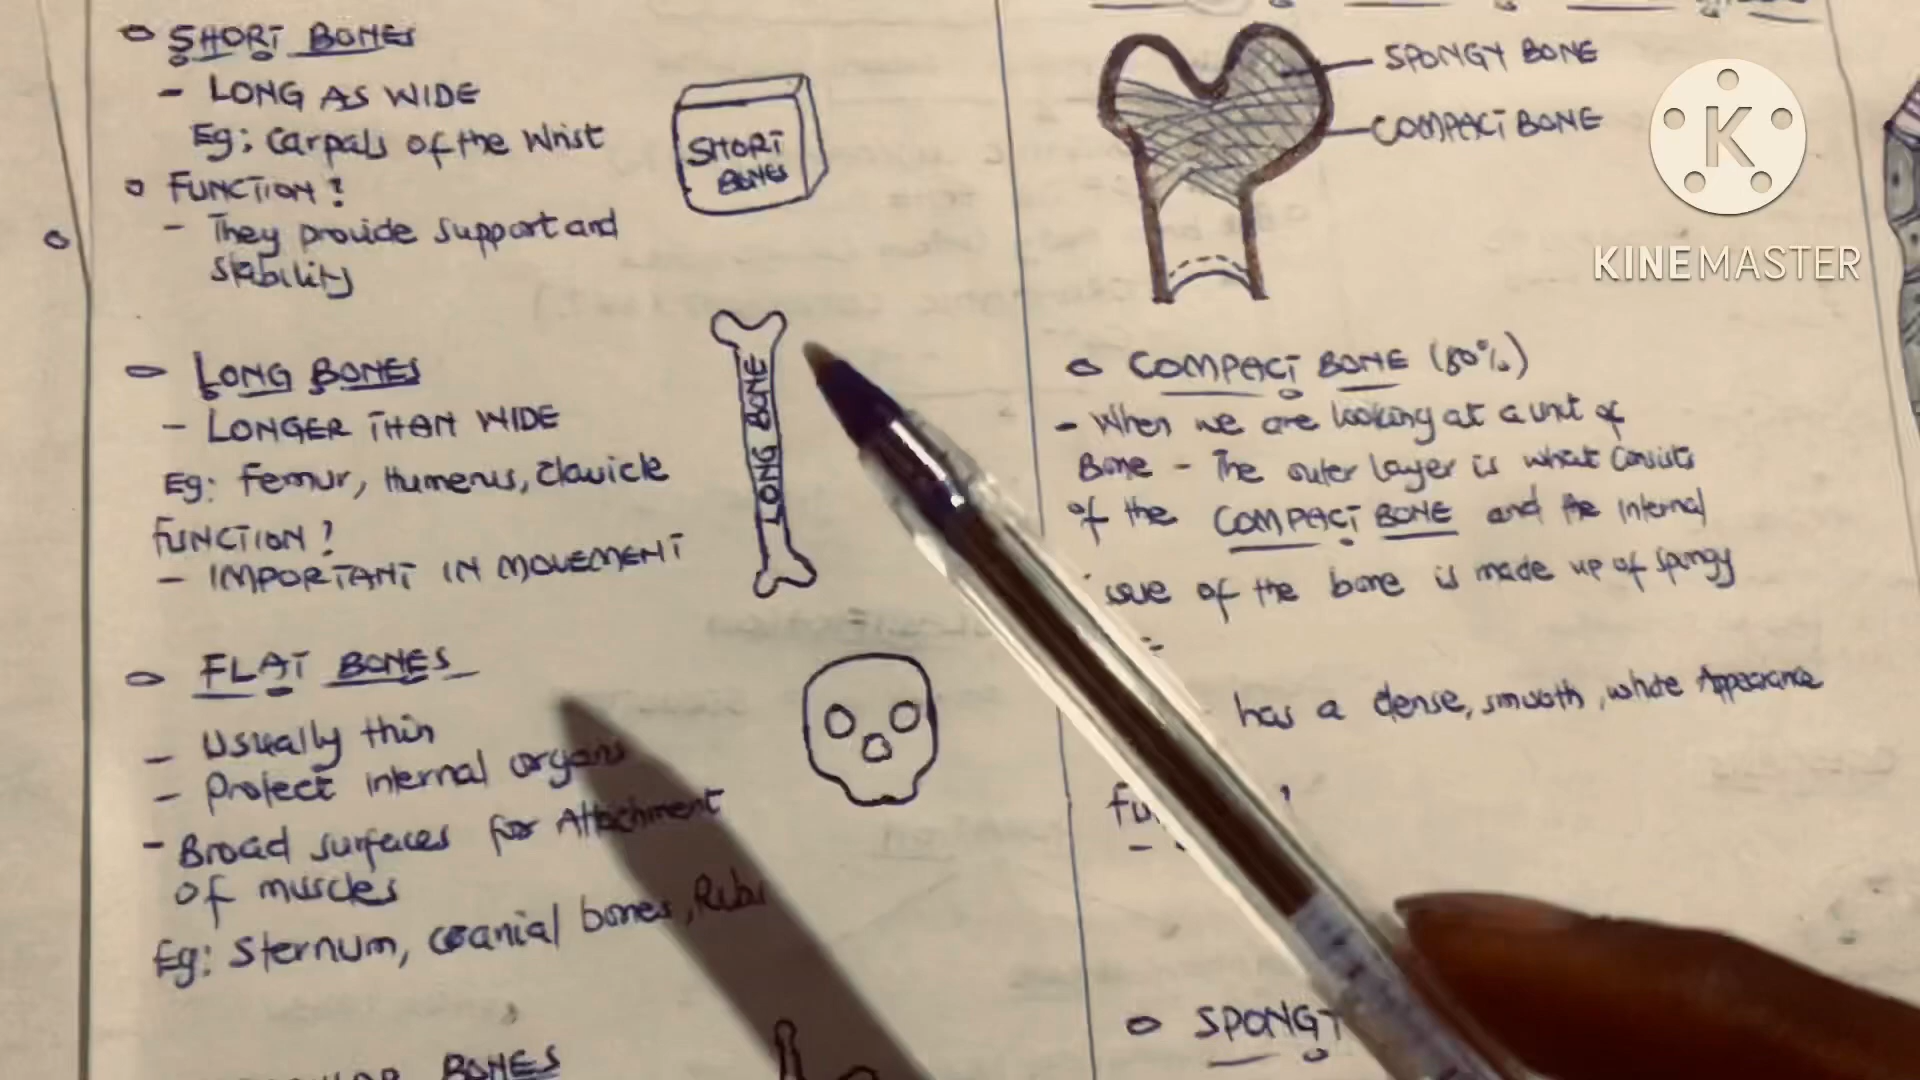 SHORT BONES
- LONG AS WIDE
Eg: Carpals of the Wrist
FUNCTION?
- They provide support and
stability
SHORT
BONES
LONG BONES
- LONGER THAN WIDE
Eg: Femur, Humerus, Clavicle
FUNCTION?
- IMPORTANT IN MOVEMENT
LONG BONE
FLAT BONES
- Usually thin
- Protect internal organs
- Broad surfaces for Attachment
of muscles
Eg: Sternum, cranial bones, Ribs
BONES
SPONGY BONE
COMPACT BONE
COMPACT BONE (80%)
- When we are looking at a unit of
Bone - The outer layer is what consists
of the COMPACT BONE and the internal
of the bone is made up of spongy
has a dense, smooth, white Appearance
SPONGY
K
KINEMASTER